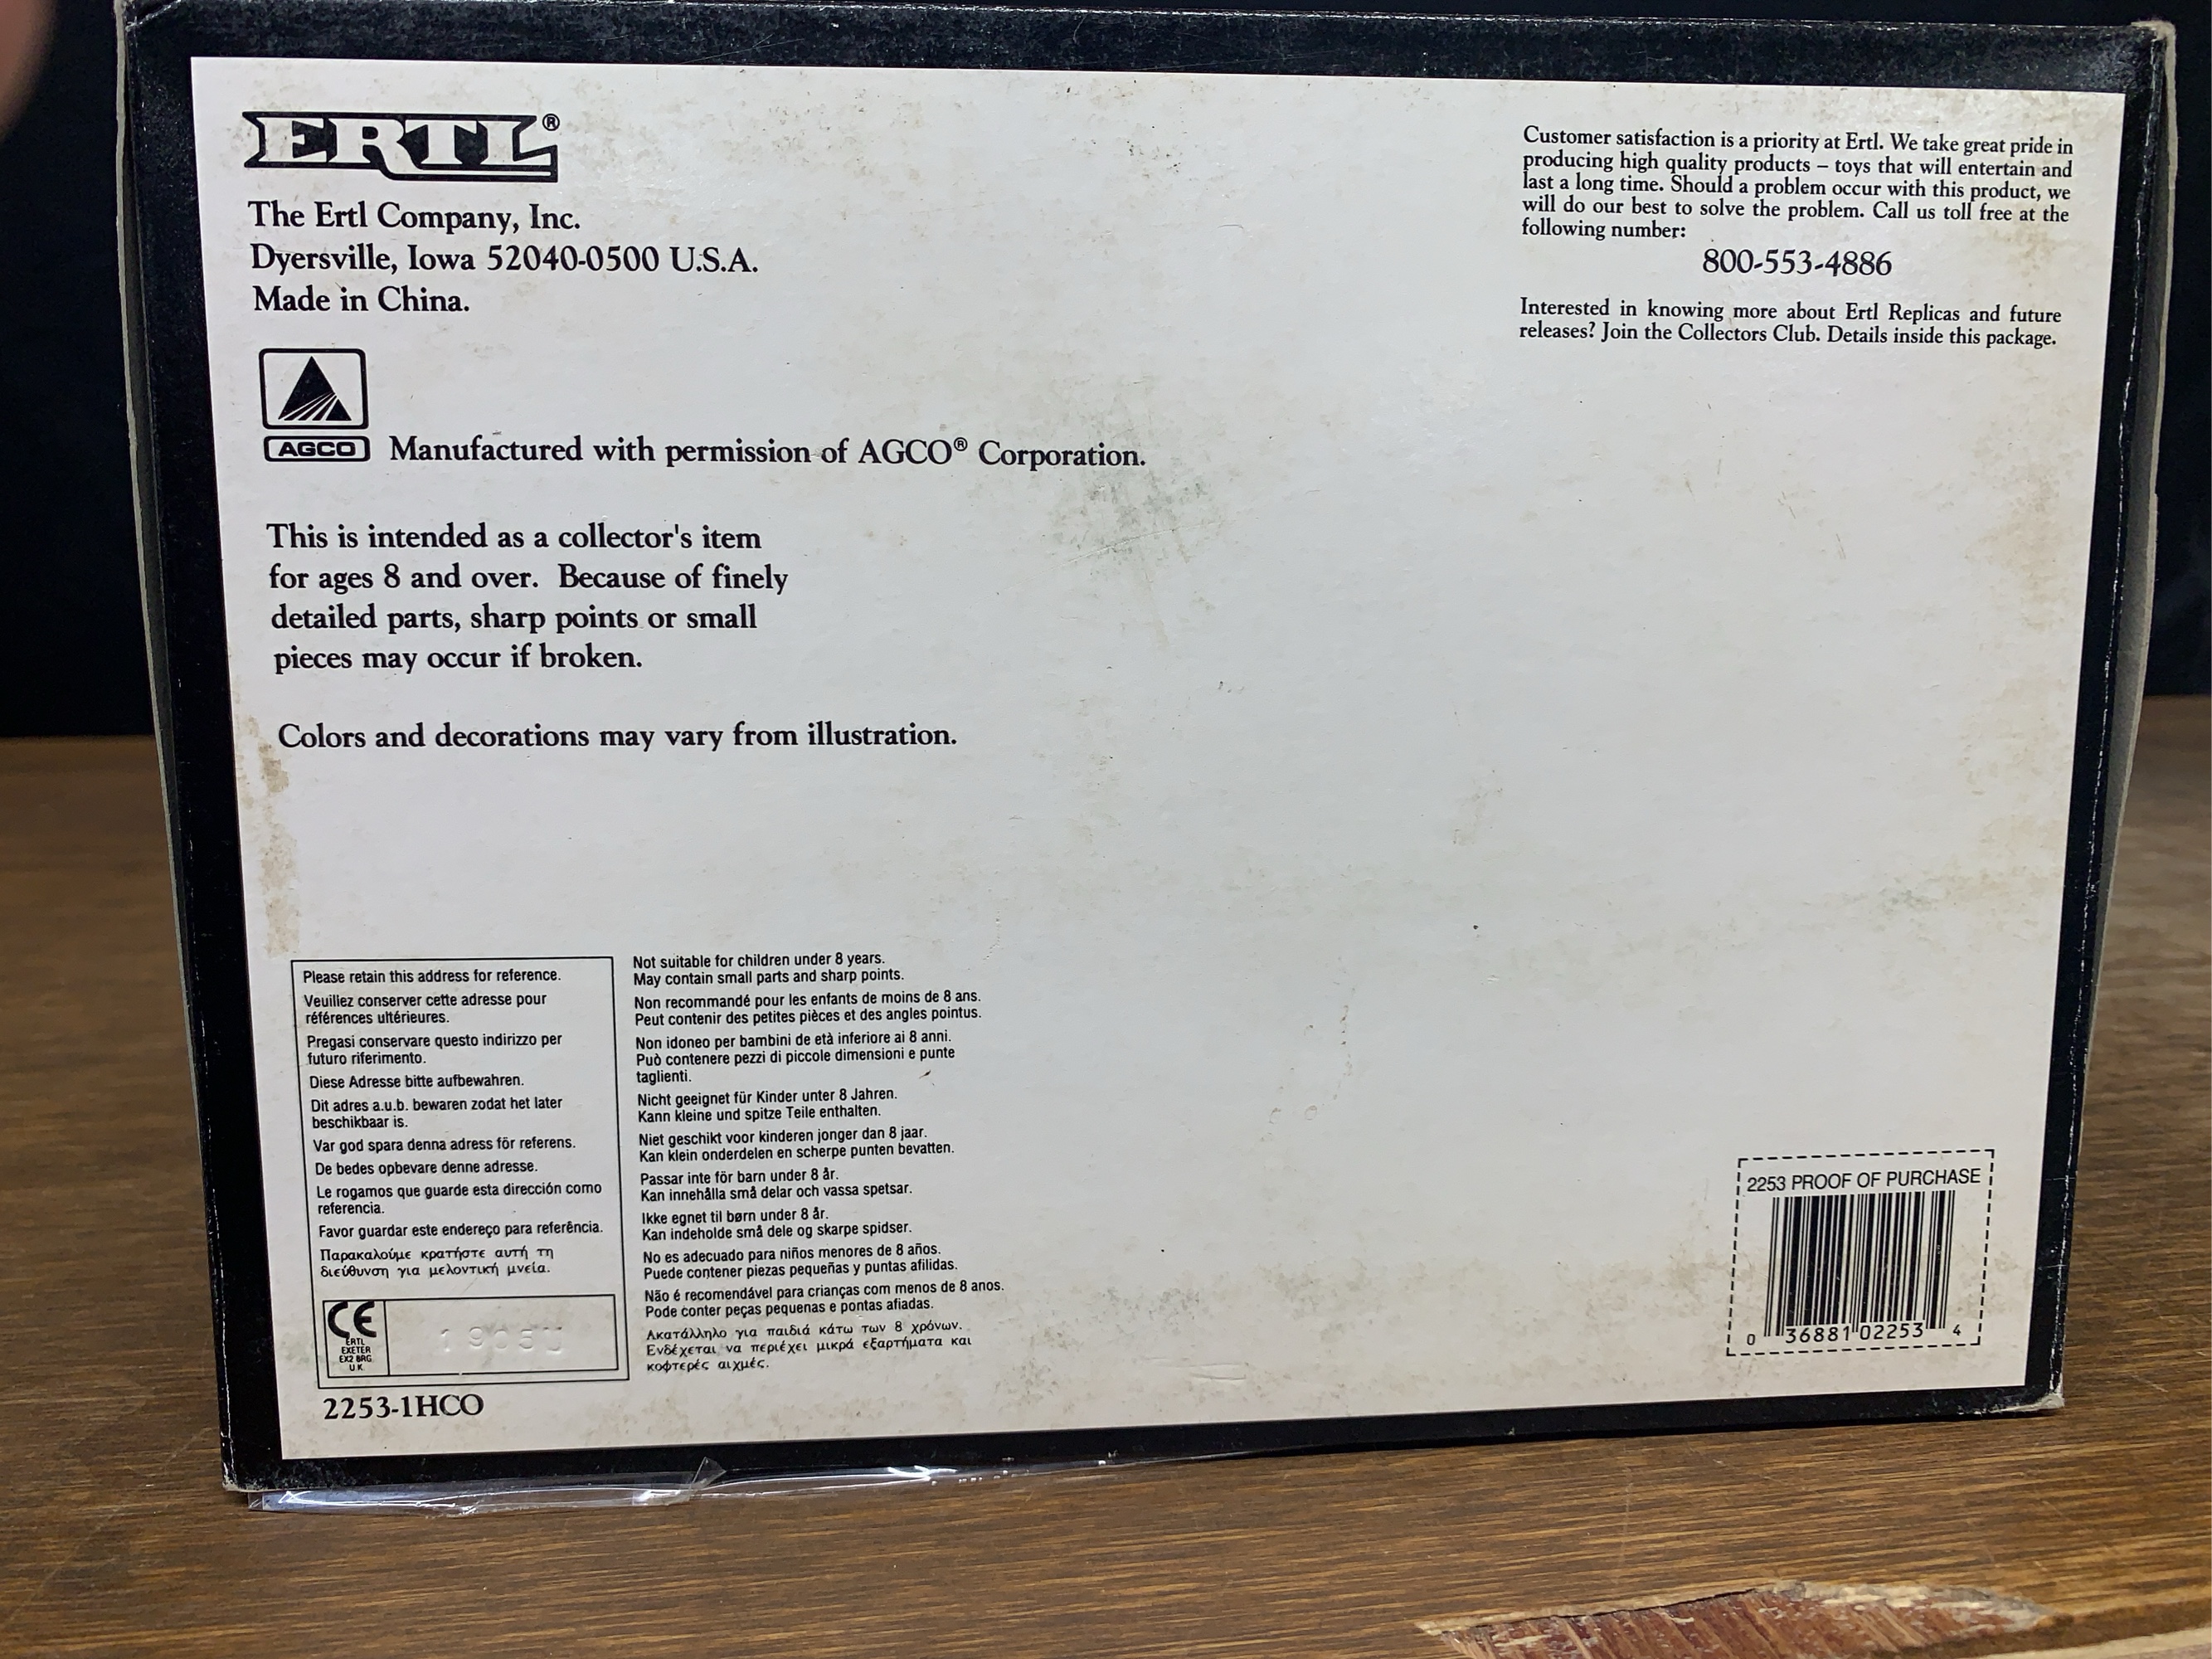 ERTL®
The Ertl Company, Inc.
Dyersville, Iowa 52040-0500 U.S.A.
Made in China.
AGCO
Manufactured with permission of AGCO® Corporation.
This is intended as a collector's item
for ages 8 and over. Because of finely
detailed parts, sharp points or small
pieces may occur if broken.
Colors and decorations may vary from illustration.
Customer satisfaction is a priority at Ertl. We take great pride in
producing high quality products – toys that will entertain and
last a long time. Should a problem occur with this product, we
will do our best to solve the problem. Call us toll free at the
following number:
800-553-4886
Interested in knowing more about Ertl Replicas and future
releases? Join the Collectors Club. Details inside this package.
Please retain this address for reference.
Veuillez conserver cette adresse pour
références ultérieures.
Pregasi conservare questo indirizzo per
futuro riferimento.
Diese Adresse bitte aufbewahren.
Dit adres a.u.b. bewaren zodat het later
beschikbaar is.
Var god spara denna adress för referens.
De bedes opbevare denne adresse.
Le rogamos que guarde esta dirección como
referencia.
Favor guardar este endereço para referência.
Παρακαλούμε κρατήστε αυτή τη
διεύθυνση για μελοντική μνεία.
CE
ERTL
EXETER
EX2 8RG
U.K.
2253-1HCO
Not suitable for children under 8 years.
May contain small parts and sharp points.
Non recommandé pour les enfants de moins de 8 ans.
Peut contenir des petites pièces et des angles pointus.
Non idoneo per bambini de età inferiore ai 8 anni.
Può contenere pezzi di piccole dimensioni e punte
taglienti.
Nicht geeignet für Kinder unter 8 Jahren.
Kann kleine und spitze Teile enthalten.
Niet geschikt voor kinderen jonger dan 8 jaar.
Kan klein onderdelen en scherpe punten bevatten.
Passar inte för barn under 8 år.
Kan innehålla små delar och vassa spetsar.
Ikke egnet til børn under 8 år.
Kan indeholde små dele og skarpe spidser.
No es adecuado para niños menores de 8 años.
Puede contener piezas pequeñas y puntas afilidas.
Não é recomendável para crianças com menos de 8 anos.
Pode conter peças pequenas e pontas afiadas.
Ακατάλληλο για παιδιά κάτω των 8 χρόνων.
Ενδέχεται να περιέχει μικρά εξαρτήματα και
κοφτερές αιχμές.
2253 PROOF OF PURCHASE
0 36881 02253 4